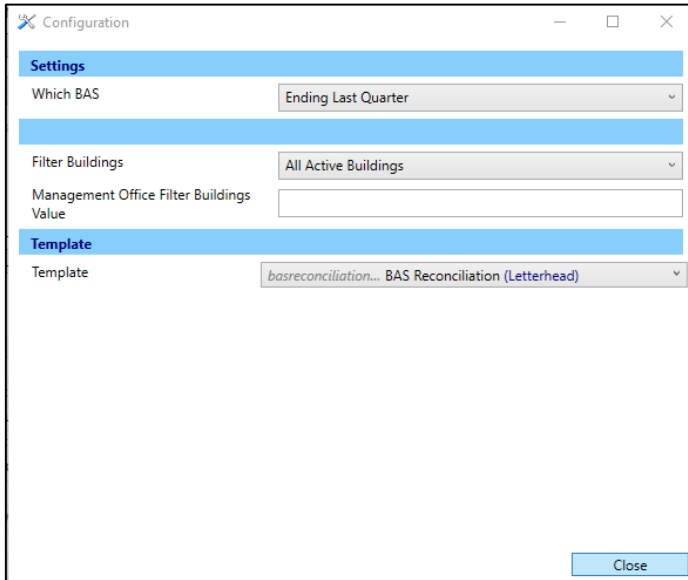 Configuration
Settings
Which BAS
Ending Last Quarter
Filter Buildings
All Active Buildings
Management Office Filter Buildings
Value
Template
Template
basreconciliation... BAS Reconciliation (Letterhead)
Close